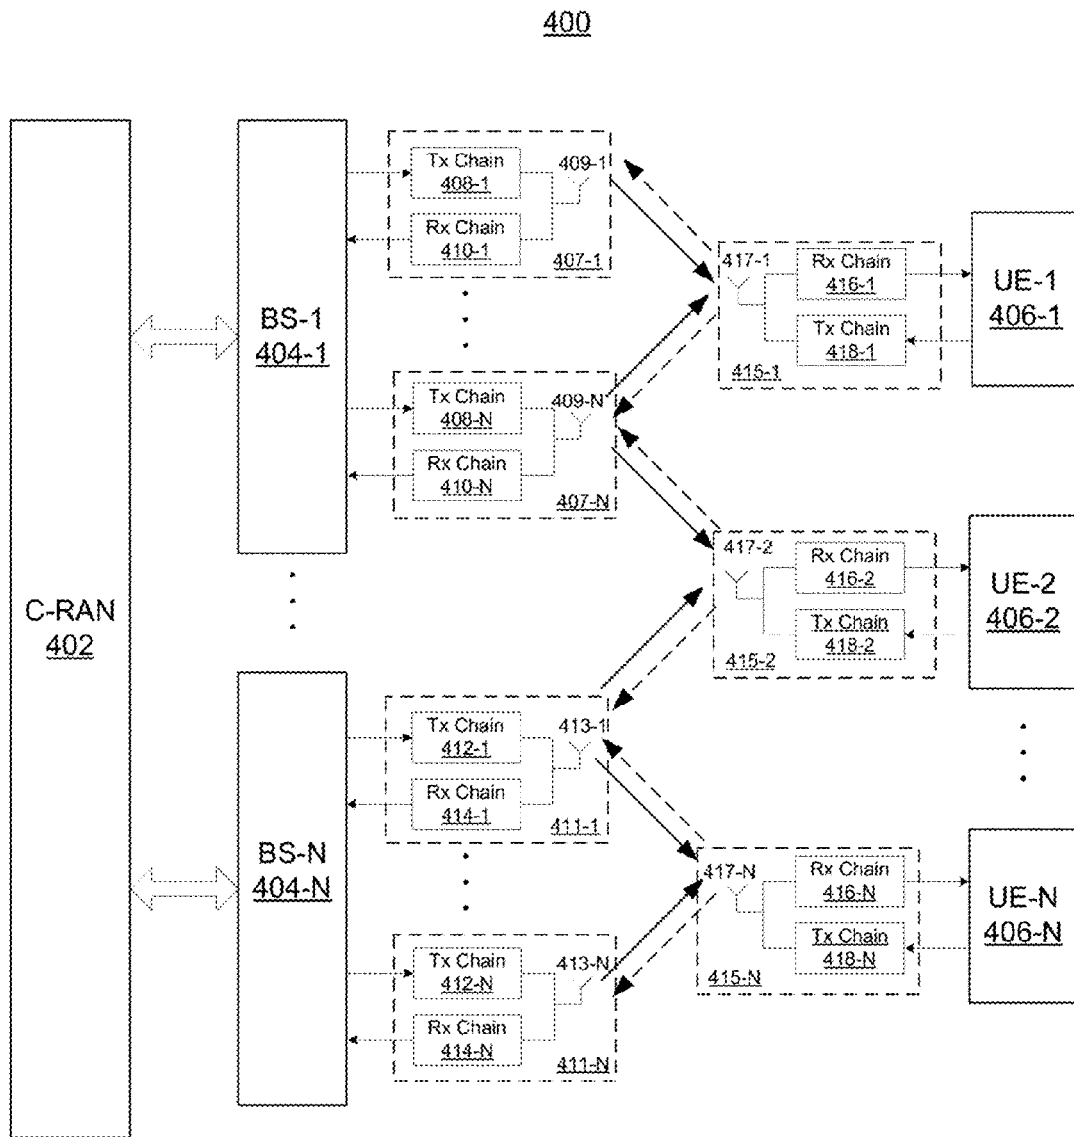 400
C-RAN
402
BS-1
404-1
Tx Chain
408-1
Rx Chain
410-1
409-1
407-1
Tx Chain
408-N
Rx Chain
410-N
409-N
407-N
BS-N
404-N
Tx Chain
412-1
Rx Chain
414-1
413-1
411-1
Tx Chain
412-N
Rx Chain
414-N
413-N
411-N
417-1
Rx Chain
416-1
Tx Chain
418-1
415-1
UE-1
406-1
417-2
Rx Chain
416-2
Tx Chain
418-2
415-2
UE-2
406-2
417-N
Rx Chain
416-N
Tx Chain
418-N
415-N
UE-N
406-N